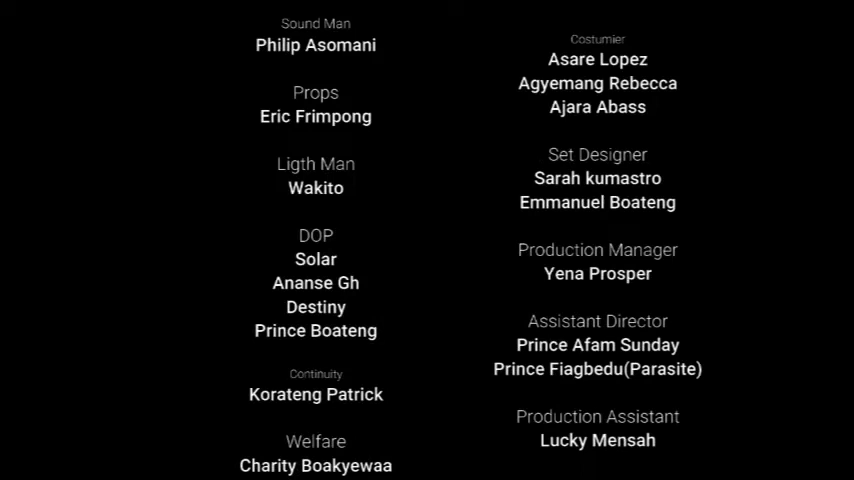 Sound Man
Philip Asomani
Props
Eric Frimpong
Ligth Man
Wakito
DOP
Solar
Ananse Gh
Destiny
Prince Boateng
Continuity
Korateng Patrick
Welfare
Charity Boakyewaa
Costumier
Asare Lopez
Agyemang Rebecca
Ajara Abass
Set Designer
Sarah kumastro
Emmanuel Boateng
Production Manager
Yena Prosper
Assistant Director
Prince Afam Sunday
Prince Fiagbedu(Parasite)
Production Assistant
Lucky Mensah